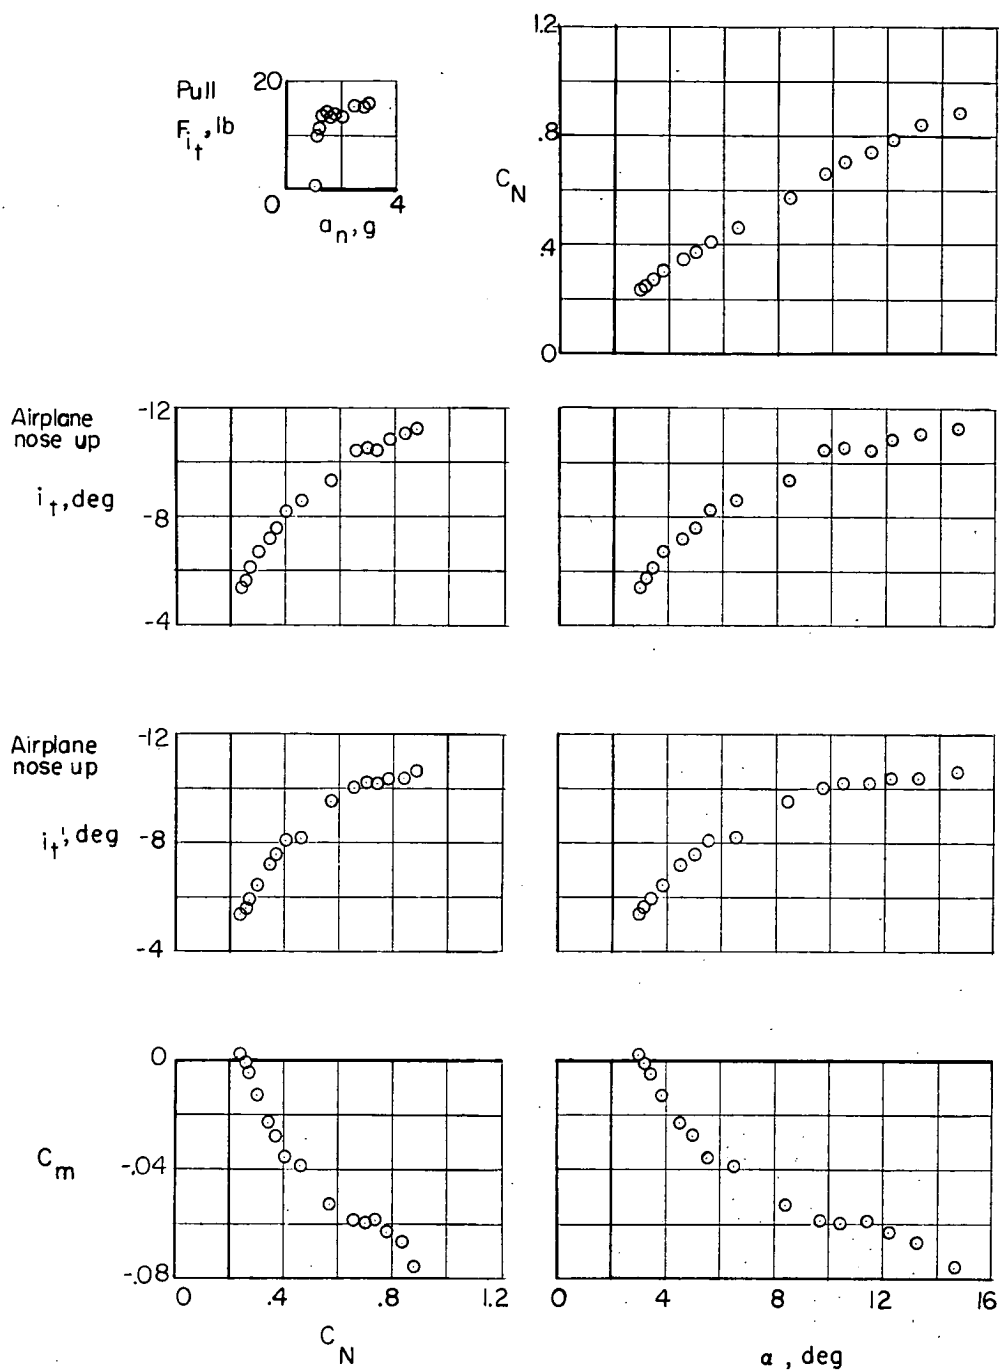 Pull
F_i_t, lb
20
0
4
a_n, g
1.2
.8
.4
0
C_N
Airplane
nose up
i_t, deg
-12
-8
-4
Airplane
nose up
i_t', deg
-12
-8
-4
C_m
0
-.04
-.08
0 .4 .8 1.2
C_N
0 4 8 12 16
α, deg